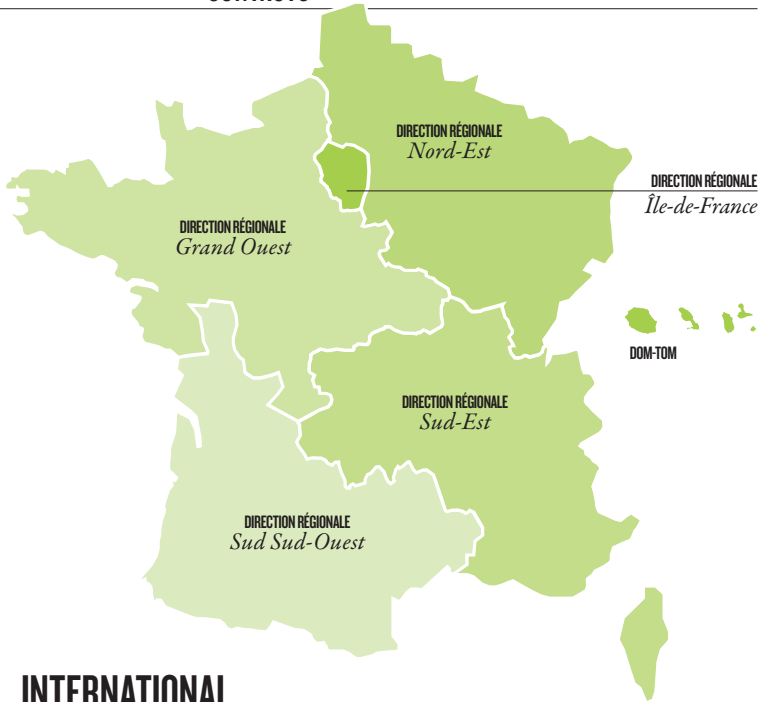 DIRECTION RÉGIONALE
Nord-Est
DIRECTION RÉGIONALE
Île-de-France
DIRECTION RÉGIONALE
Grand Ouest
DOM-TOM
DIRECTION RÉGIONALE
Sud-Est
DIRECTION RÉGIONALE
Sud Sud-Ouest
INTERNATIONAL